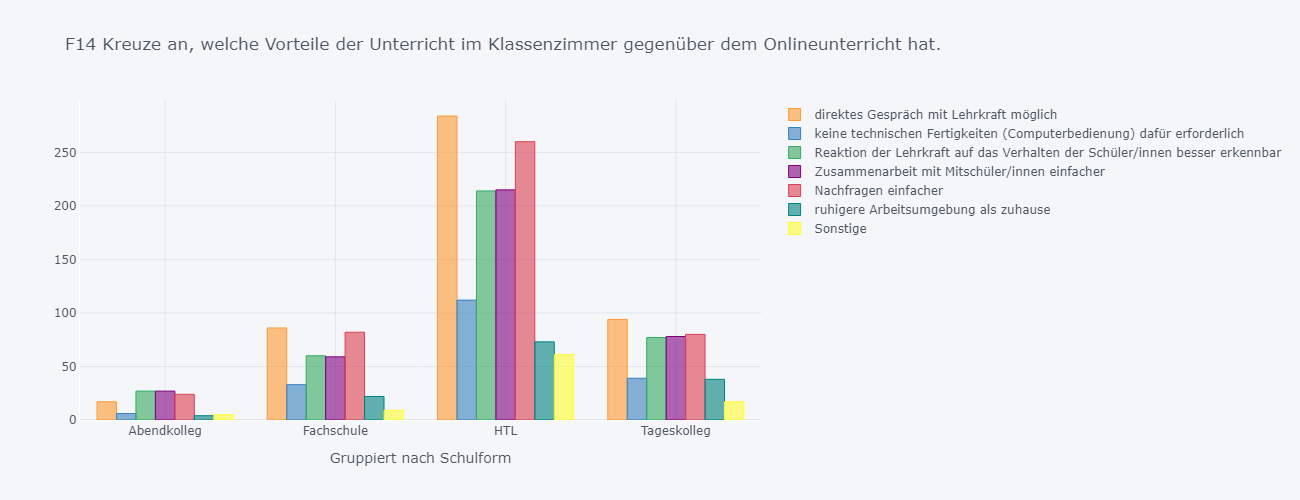 F14 Kreuze an, welche Vorteile der Unterricht im Klassenzimmer gegenüber dem Onlineunterricht hat.
direktes Gespräch mit Lehrkraft möglich
keine technischen Fertigkeiten (Computerbedienung) dafür erforderlich
Reaktion der Lehrkraft auf das Verhalten der Schüler/innen besser erkennbar
Zusammenarbeit mit Mitschüler/innen einfacher
Nachfragen einfacher
ruhigere Arbeitsumgebung als zuhause
Sonstige
250
200
150
100
50
0
Abendkolleg
Fachschule
HTL
Tageskolleg
Gruppiert nach Schulform